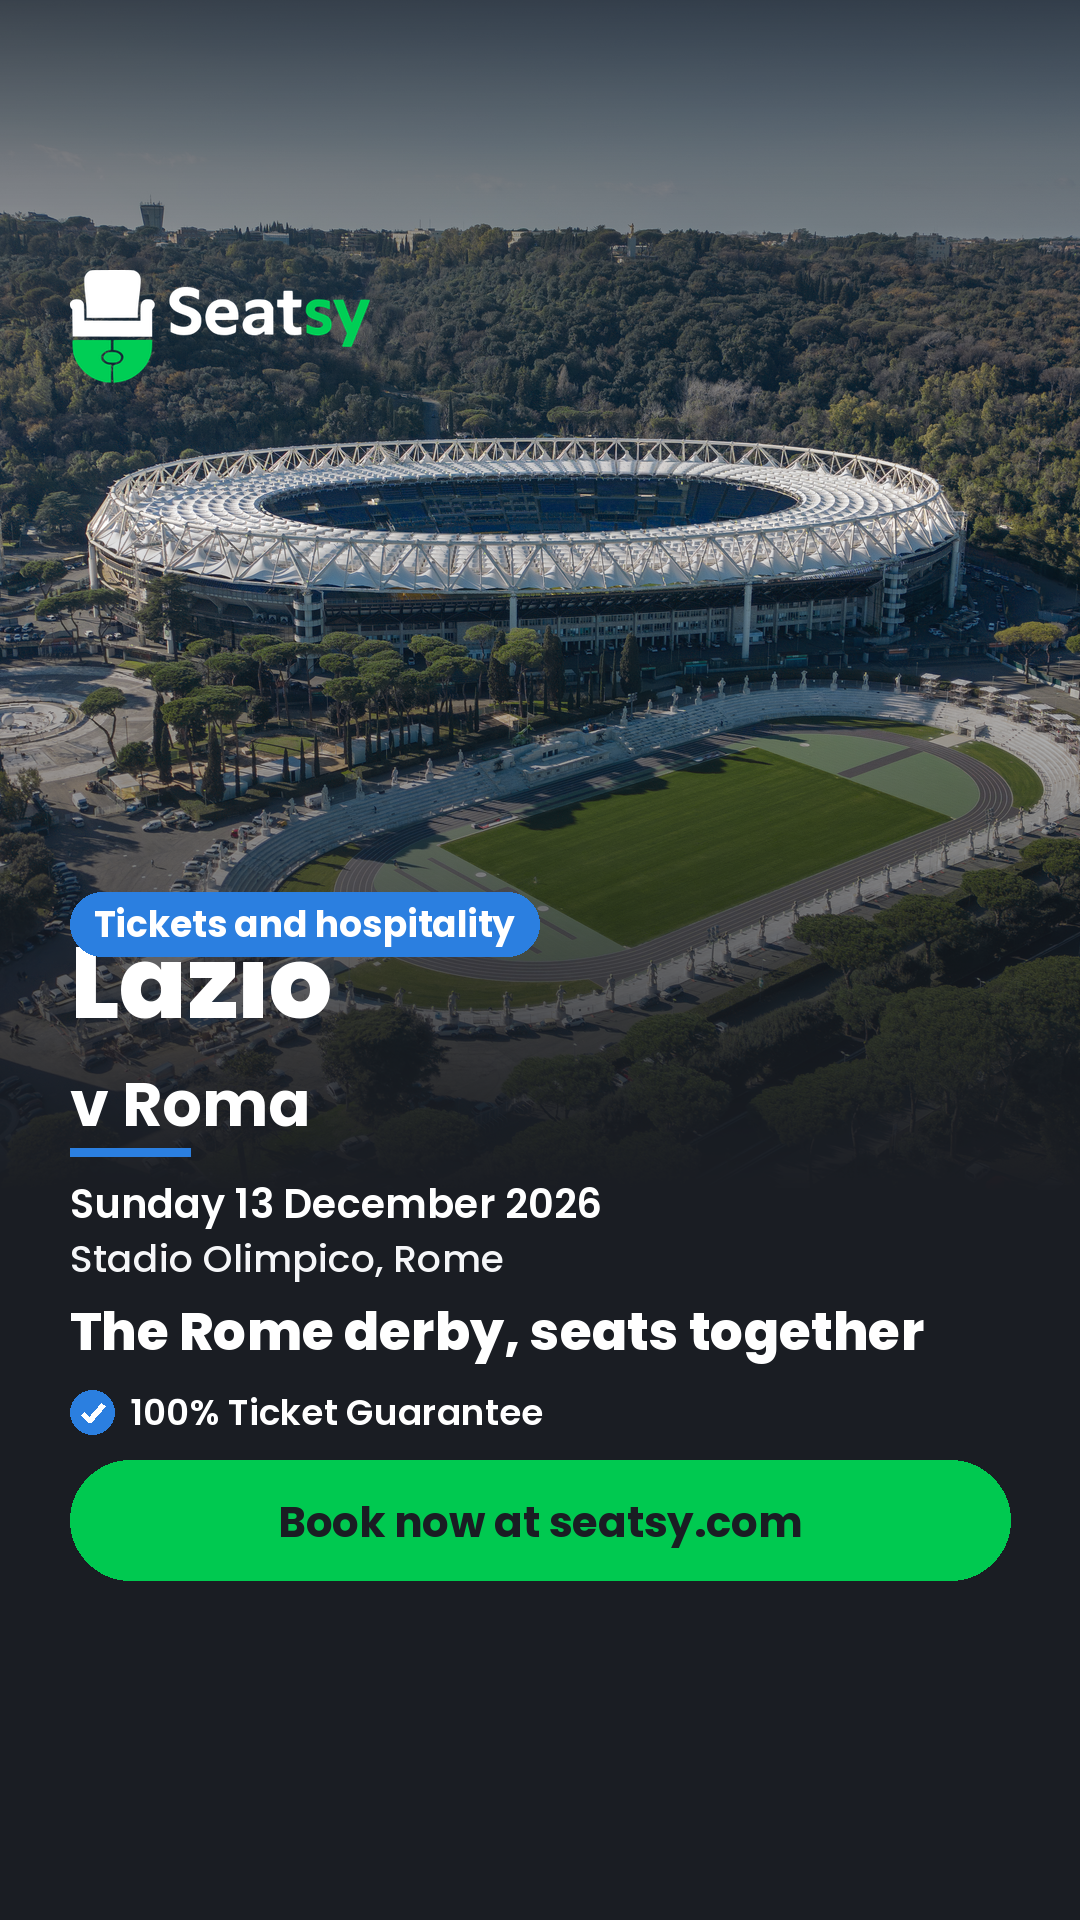 Seatsy
Tickets and hospitality
Lazio
v Roma
Sunday 13 December 2026
Stadio Olimpico, Rome
The Rome derby, seats together
100% Ticket Guarantee
Book now at seatsy.com